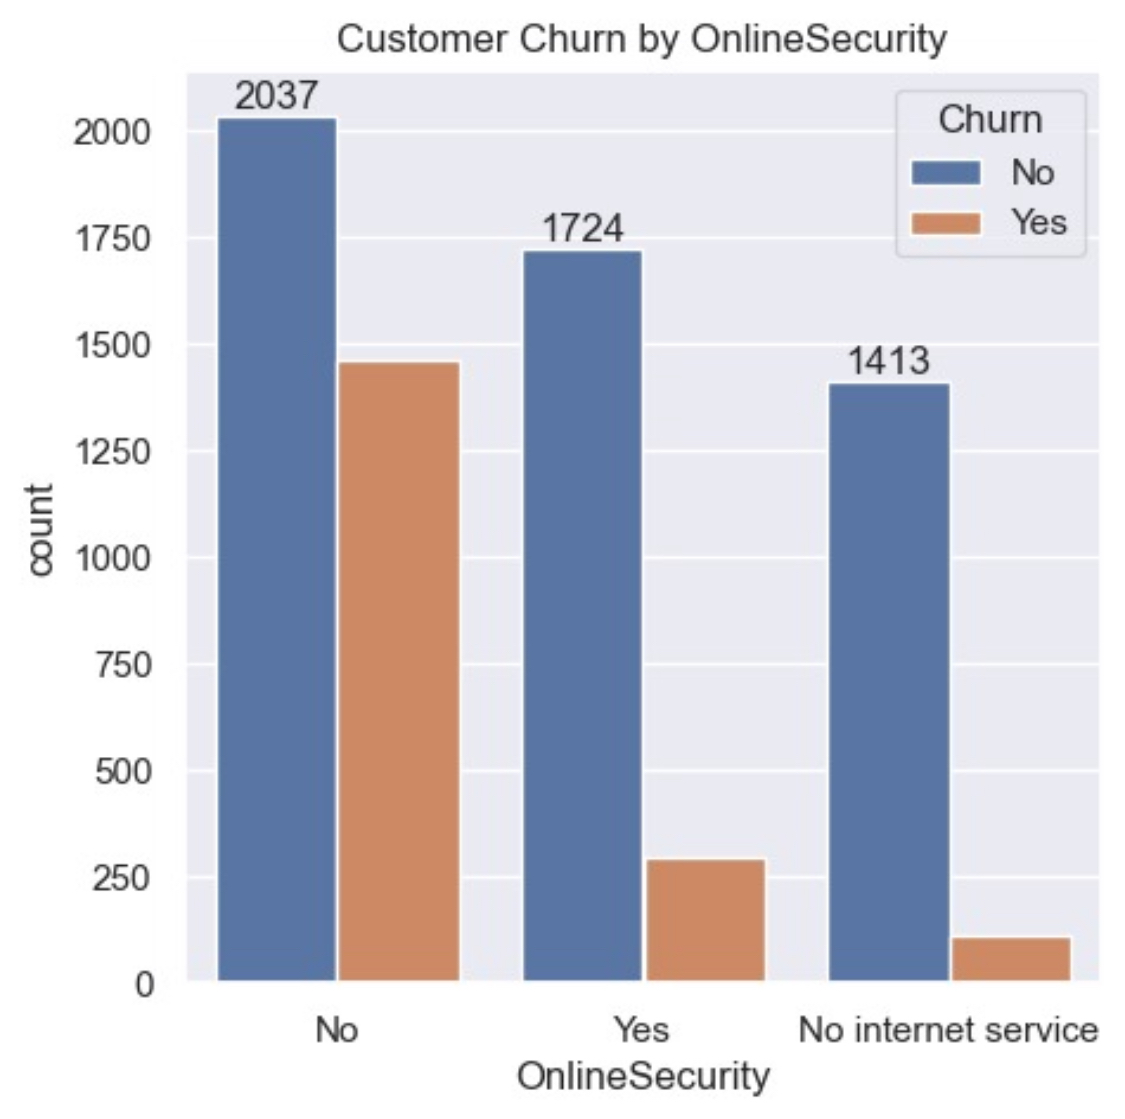 Customer Churn by OnlineSecurity
2037
1724
1413
Churn
No
Yes
2000
1750
1500
1250
1000
750
500
250
0
count
No
Yes
No internet service
OnlineSecurity